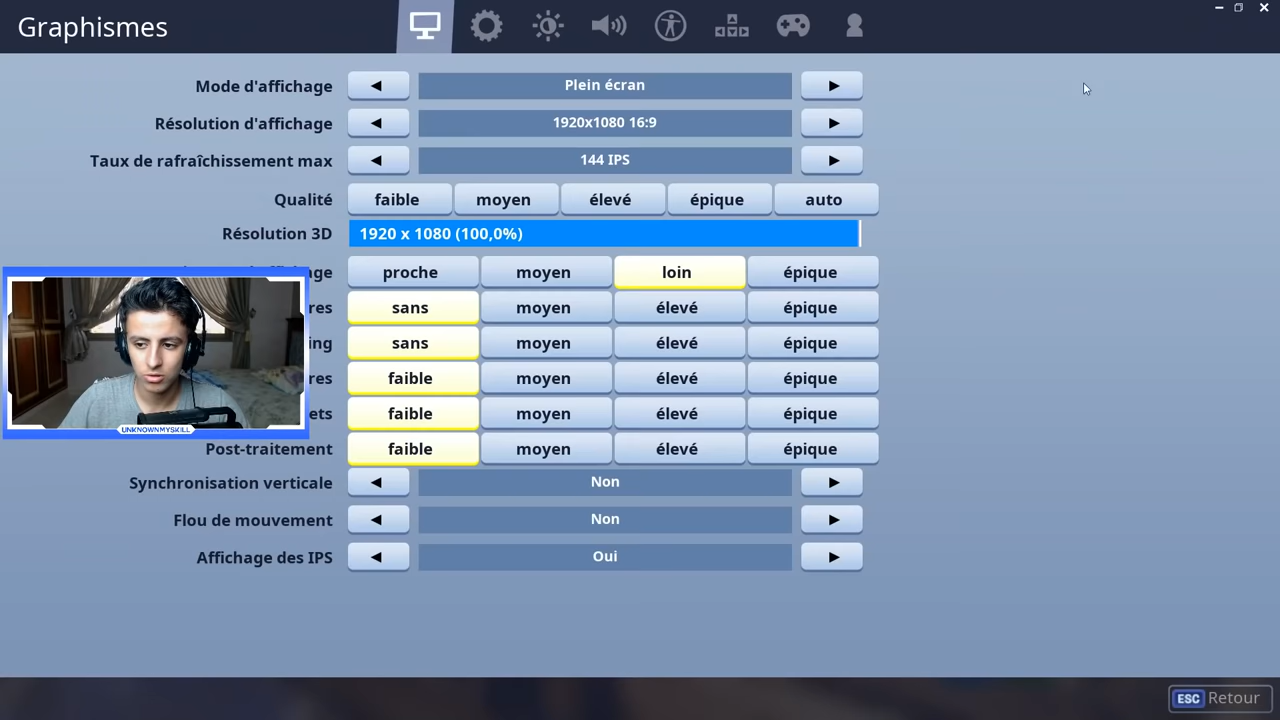 Graphismes
Mode d'affichage ◄ Plein écran ►
Résolution d'affichage ◄ 1920x1080 16:9 ►
Taux de rafraîchissement max ◄ 144 IPS ►
Qualité faible moyen élevé épique auto
Résolution 3D 1920 x 1080 (100,0%)
proche moyen loin épique
sans moyen élevé épique
sans moyen élevé épique
faible moyen élevé épique
faible moyen élevé épique
Post-traitement faible moyen élevé épique
Synchronisation verticale ◄ Non ►
Flou de mouvement ◄ Non ►
Affichage des IPS ◄ Oui ►
UNKNOWNMYSKILL
ESC Retour